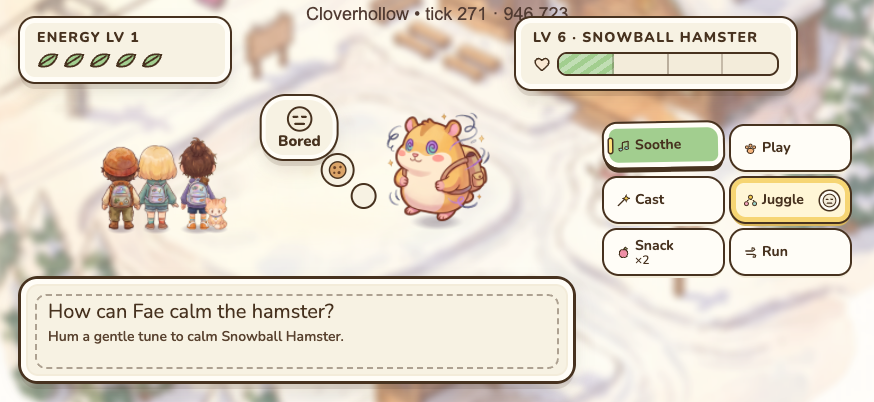 Cloverhollow • tick 271 · 946,723
ENERGY LV 1
LV 6 · SNOWBALL HAMSTER
Bored
Soothe
Play
Cast
Juggle
Snack
×2
Run
How can Fae calm the hamster?
Hum a gentle tune to calm Snowball Hamster.